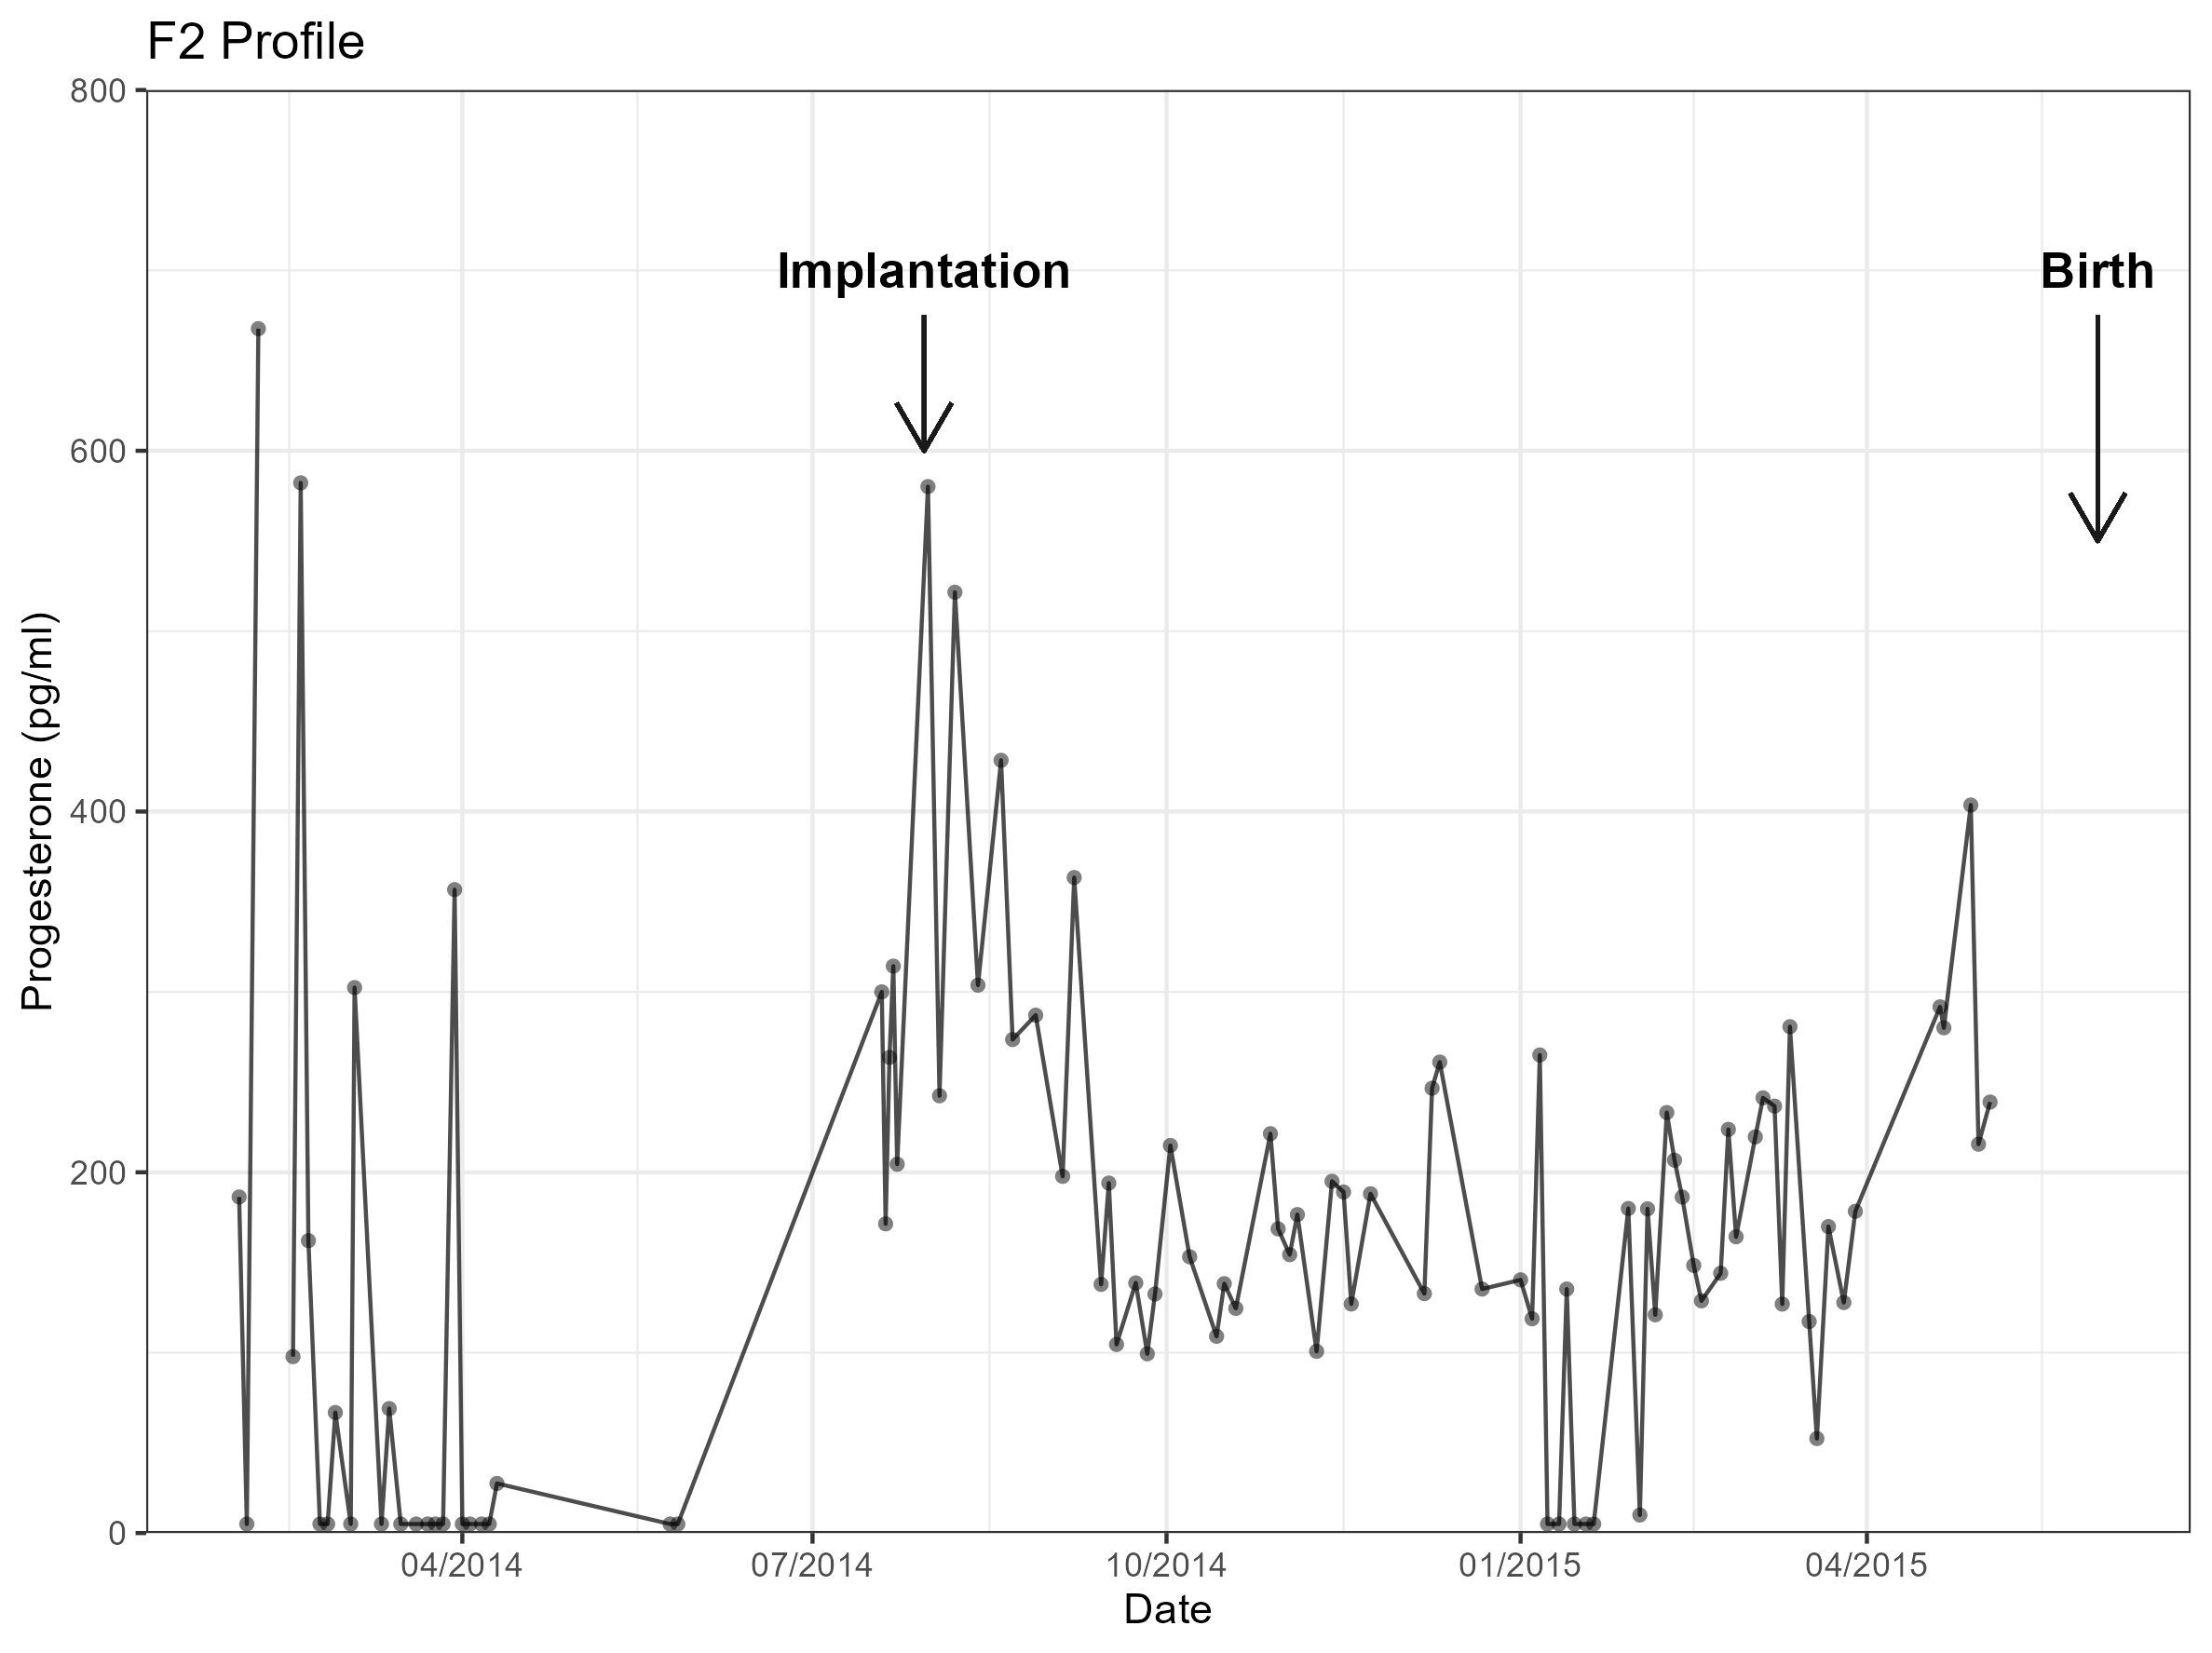 F2 Profile
800
Implantation
Birth
600
Progesterone (pg/ml)
400
200
0
04/2014
07/2014
10/2014
01/2015
04/2015
Date